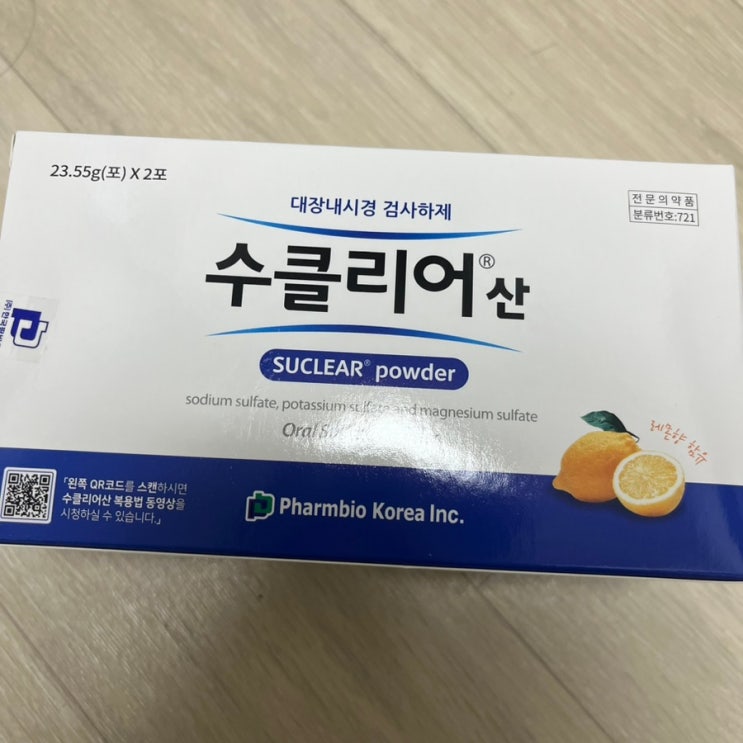 23.55g(포) X 2포
대장내시경 검사하제
전문의약품
분류번호:721
수클리어®산
SUCLEAR® powder
sodium sulfate, potassium sulfate and magnesium sulfate
Oral
레몬향 함유
「왼쪽 QR코드를 스캔하시면
수클리어산 복용법 동영상을
시청하실 수 있습니다.」
Pharmbio Korea Inc.